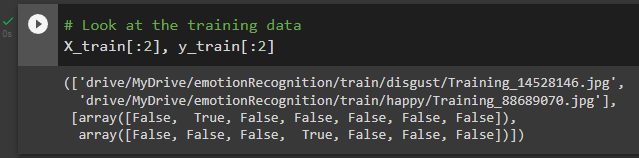 0s
# Look at the training data
X_train[:2], y_train[:2]
(['drive/MyDrive/emotionRecognition/train/disgust/Training_14528146.jpg',
'drive/MyDrive/emotionRecognition/train/happy/Training_88689070.jpg'],
[array([False,  True, False, False, False, False, False]),
array([False, False, False,  True, False, False, False])])